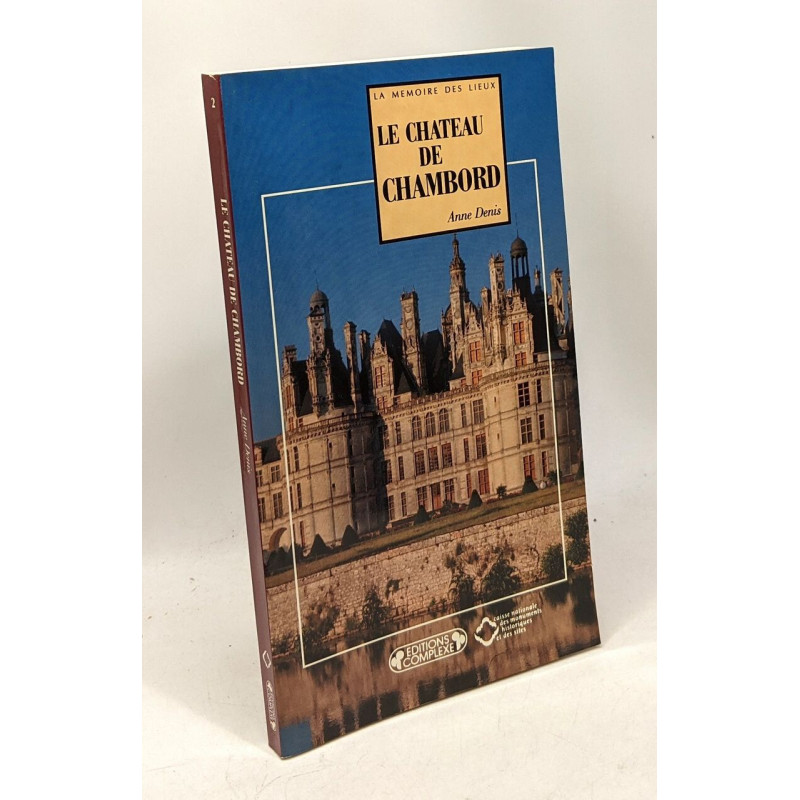 LA MEMOIRE DES LIEUX
LE CHATEAU
DE
CHAMBORD
Anne Denis
2
LE CHATEAU DE CHAMBORD
Anne Denis
EDITIONS
COMPLEXE
caisse nationale
des monuments
historiques
et des sites